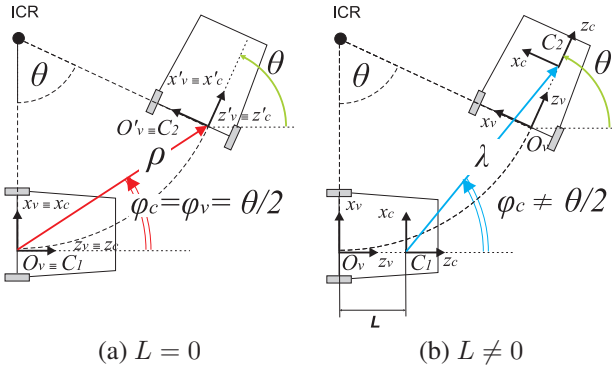 ICR
θ
θ
x'v ≡ x'c
z'v ≡ z'c
O'v ≡ C2
ρ
φc=φv= θ/2
xv ≡ xc
zv ≡ zc
Ov ≡ C1
(a) L = 0
ICR
θ
θ
zc
C2
xc
zv
xv
Ov
λ
φc ≠ θ/2
xv
xc
Ov
zv
C1
zc
L
(b) L ≠ 0